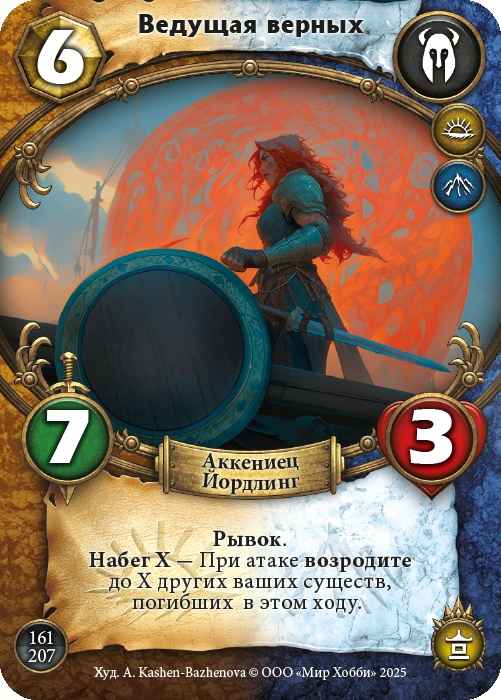 Ведущая верных
6
7
3
Аккениец
Йордлинг
Рывок.
Набег X — При атаке возродите
до X других ваших существ,
погибших в этом ходу.
161
207
Худ. A. Kashen-Bazhenova © ООО «Мир Хобби» 2025